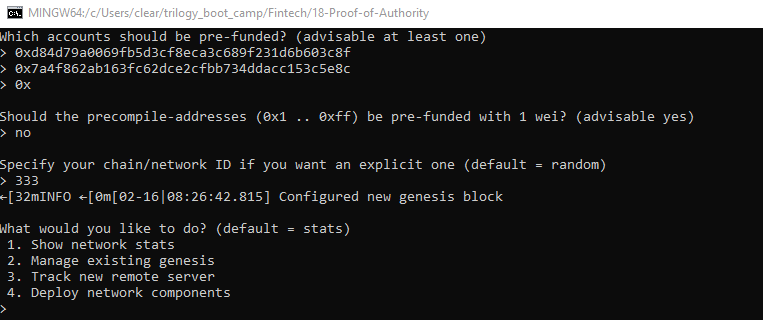 MINGW64:/c/Users/clear/trilogy_boot_camp/Fintech/18-Proof-of-Authority
Which accounts should be pre-funded? (advisable at least one)
> 0xd84d79a0069fb5d3cf8eca3c689f231d6b603c8f
> 0x7a4f862ab163fc62dce2cfbb734ddacc153c5e8c
> 0x
Should the precompile-addresses (0x1 .. 0xff) be pre-funded with 1 wei? (advisable yes)
> no
Specify your chain/network ID if you want an explicit one (default = random)
> 333
←[32mINFO ←[0m[02-16|08:26:42.815] Configured new genesis block
What would you like to do? (default = stats)
1. Show network stats
2. Manage existing genesis
3. Track new remote server
4. Deploy network components
>